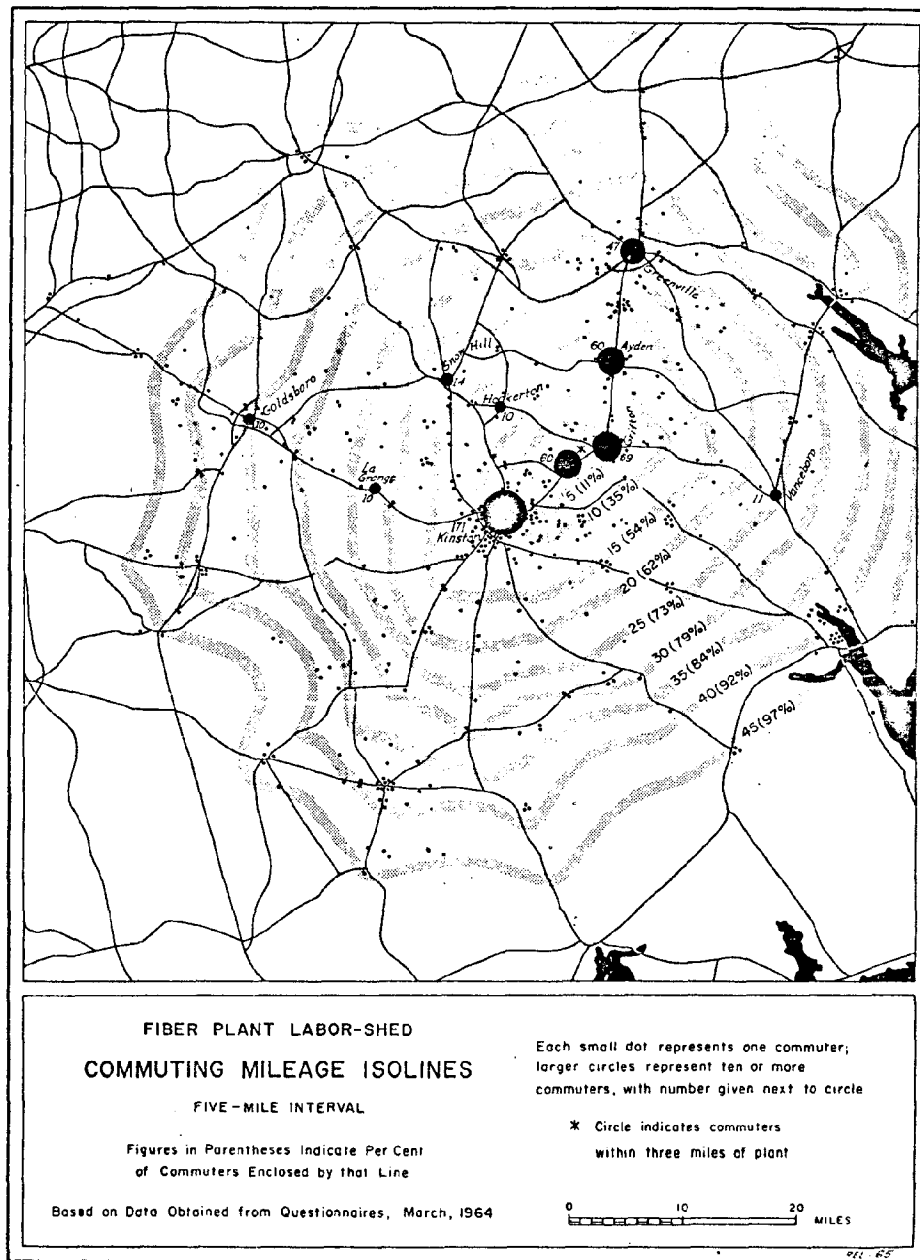 47
Greenville
60
Ayden
Snow Hill
14
Hookerton
10
Goldsboro
La
Grange
10
80
*
Grifton
69
11
Vanceboro
171
Kinston
5 (11%)
10 (35%)
15 (54%)
20 (62%)
25 (73%)
30 (79%)
35 (84%)
40 (92%)
45 (97%)
FIBER PLANT LABOR-SHED
COMMUTING MILEAGE ISOLINES
FIVE-MILE INTERVAL
Figures in Parentheses Indicate Per Cent
of Commuters Enclosed by that Line
Based on Data Obtained from Questionnaires, March, 1964
Each small dot represents one commuter;
larger circles represent ten or more
commuters, with number given next to circle
* Circle indicates commuters
within three miles of plant
0 10 20
MILES